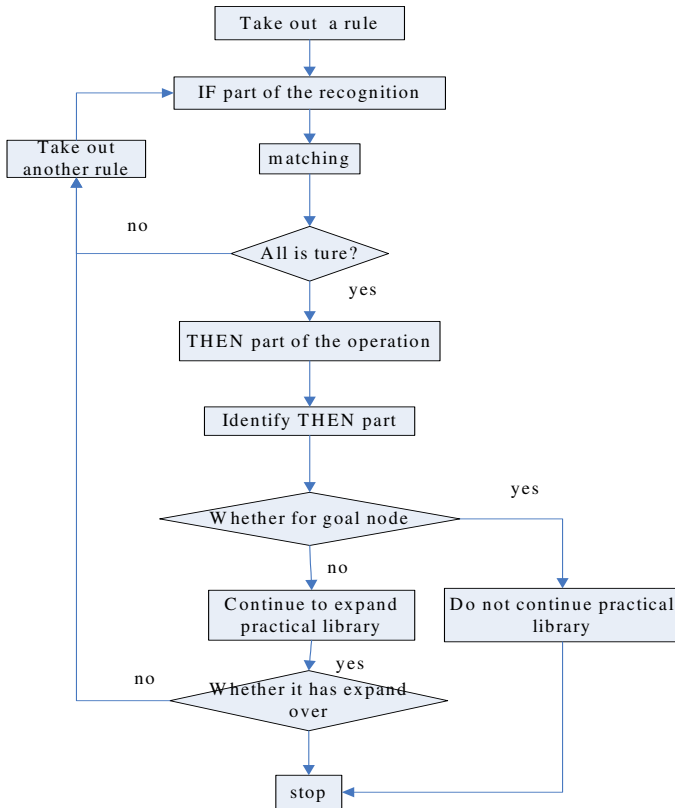 Take out a rule
IF part of the recognition
Take out
another rule
matching
no
All is ture?
yes
THEN part of the operation
Identify THEN part
yes
Whether for goal node
no
Continue to expand
practical library
Do not continue practical
library
yes
no
Whether it has expand
over
stop